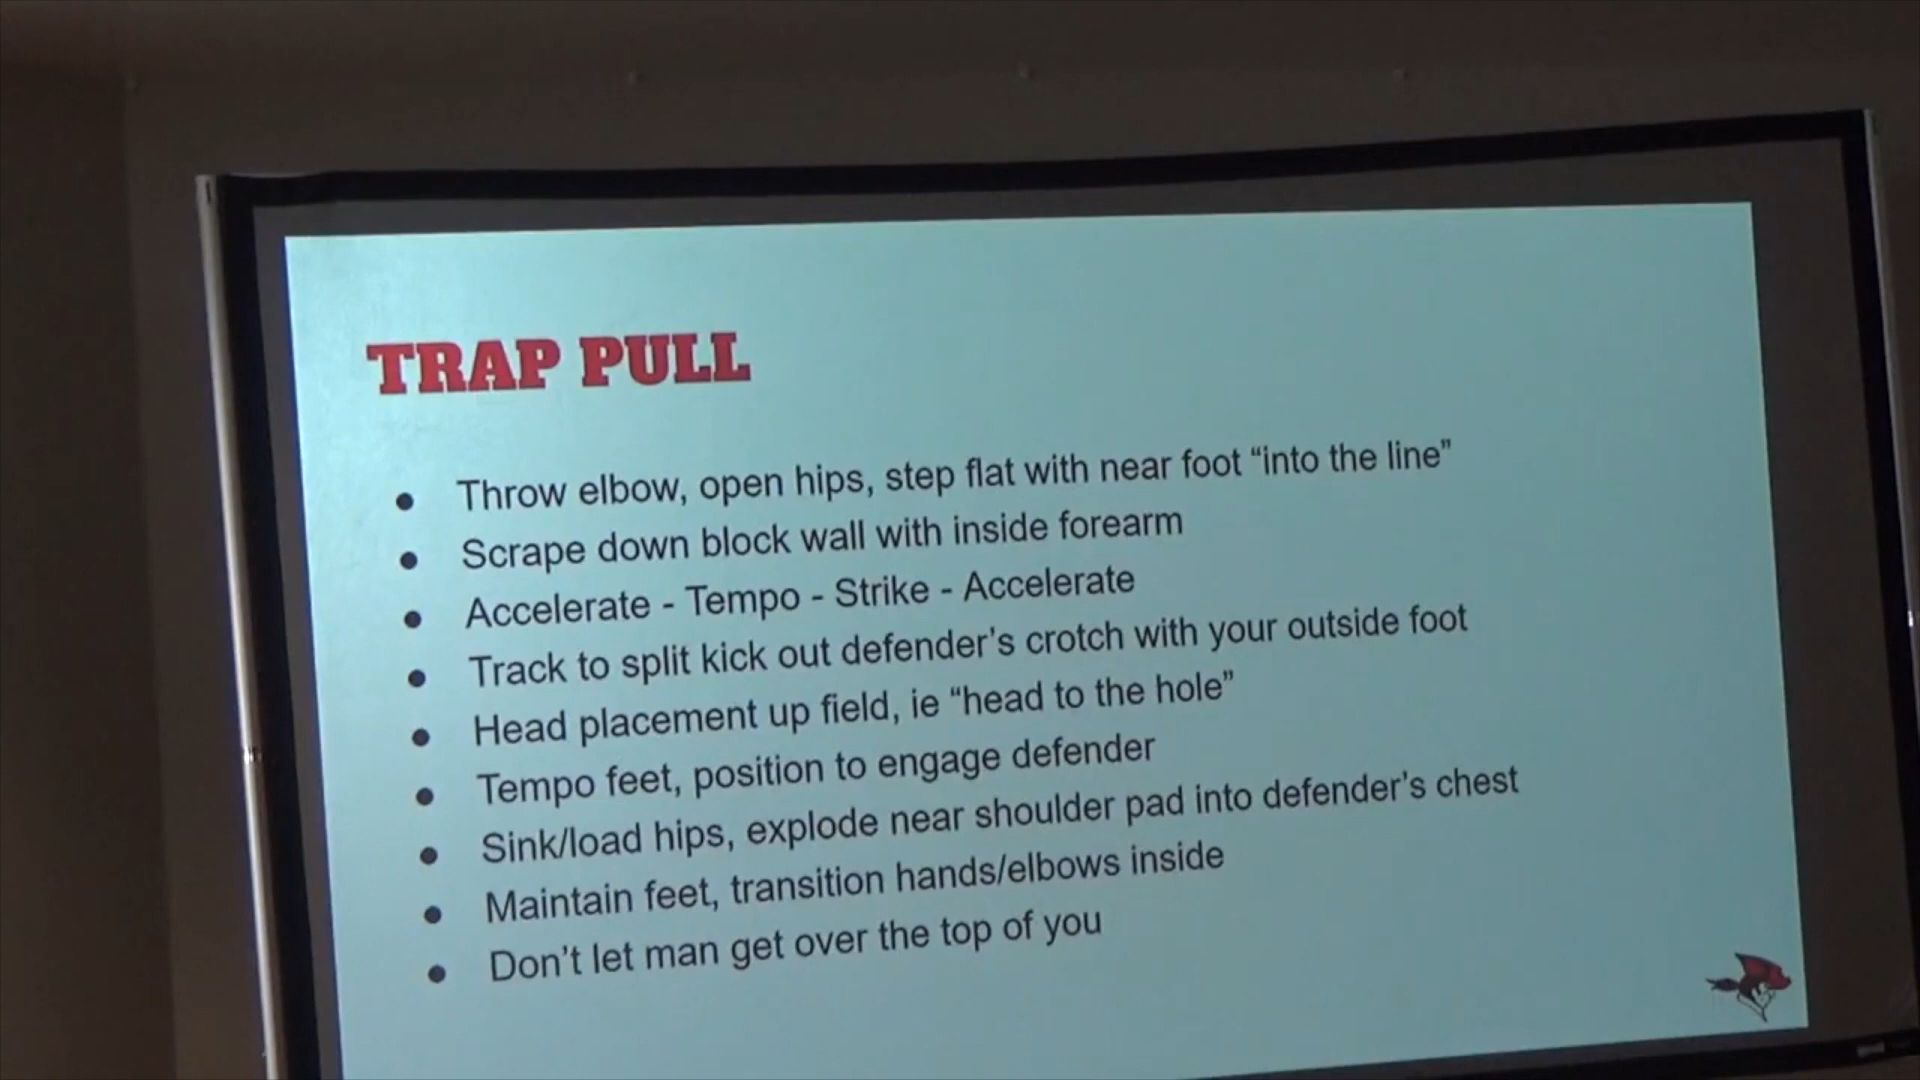 TRAP PULL
● Throw elbow, open hips, step flat with near foot “into the line”
● Scrape down block wall with inside forearm
● Accelerate - Tempo - Strike - Accelerate
● Track to split kick out defender’s crotch with your outside foot
● Head placement up field, ie “head to the hole”
● Tempo feet, position to engage defender
● Sink/load hips, explode near shoulder pad into defender’s chest
● Maintain feet, transition hands/elbows inside
● Don’t let man get over the top of you